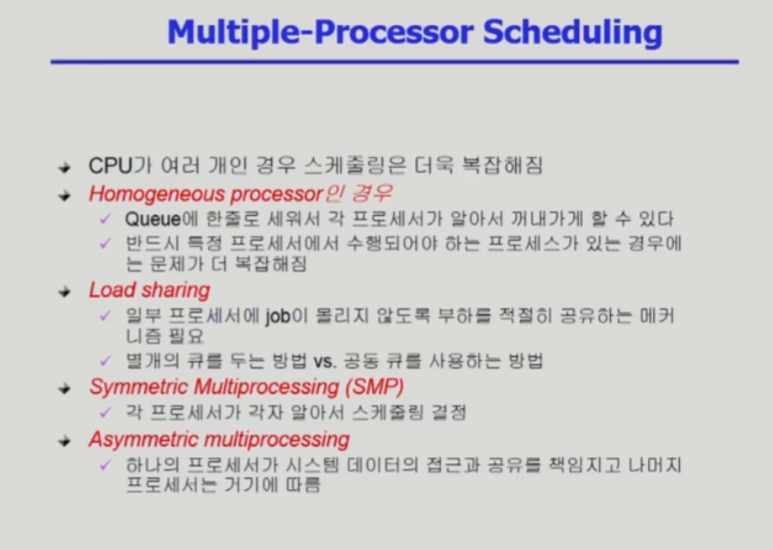 Multiple-Processor Scheduling
CPU가 여러 개인 경우 스케줄링은 더욱 복잡해짐
Homogeneous processor인 경우
Queue에 한줄로 세워서 각 프로세서가 알아서 꺼내가게 할 수 있다
반드시 특정 프로세서에서 수행되어야 하는 프로세스가 있는 경우에
는 문제가 더 복잡해짐
Load sharing
일부 프로세서에 job이 몰리지 않도록 부하를 적절히 공유하는 메커
니즘 필요
별개의 큐를 두는 방법 vs. 공동 큐를 사용하는 방법
Symmetric Multiprocessing (SMP)
각 프로세서가 각자 알아서 스케줄링 결정
Asymmetric multiprocessing
하나의 프로세서가 시스템 데이터의 접근과 공유를 책임지고 나머지
프로세서는 거기에 따름